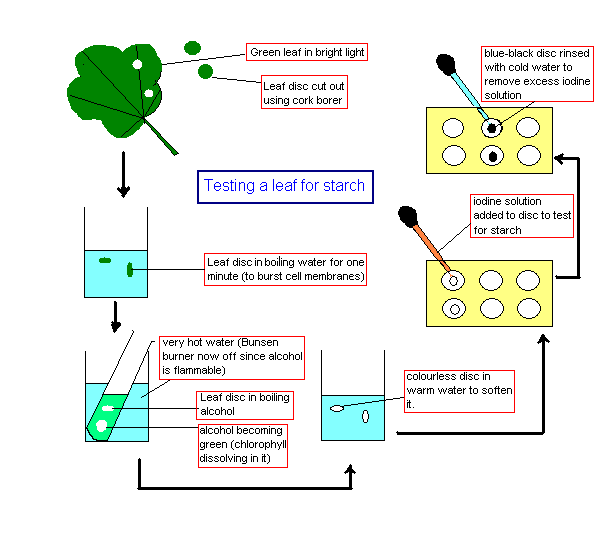 Green leaf in bright light
Leaf disc cut out
using cork borer
Testing a leaf for starch
Leaf disc in boiling water for one
minute (to burst cell membranes)
very hot water (Bunsen
burner now off since alcohol
is flammable)
Leaf disc in boiling
alcohol
alcohol becoming
green (chlorophyll
dissolving in it)
colourless disc in
warm water to soften
it.
iodine solution
added to disc to test
for starch
blue-black disc rinsed
with cold water to
remove excess iodine
solution